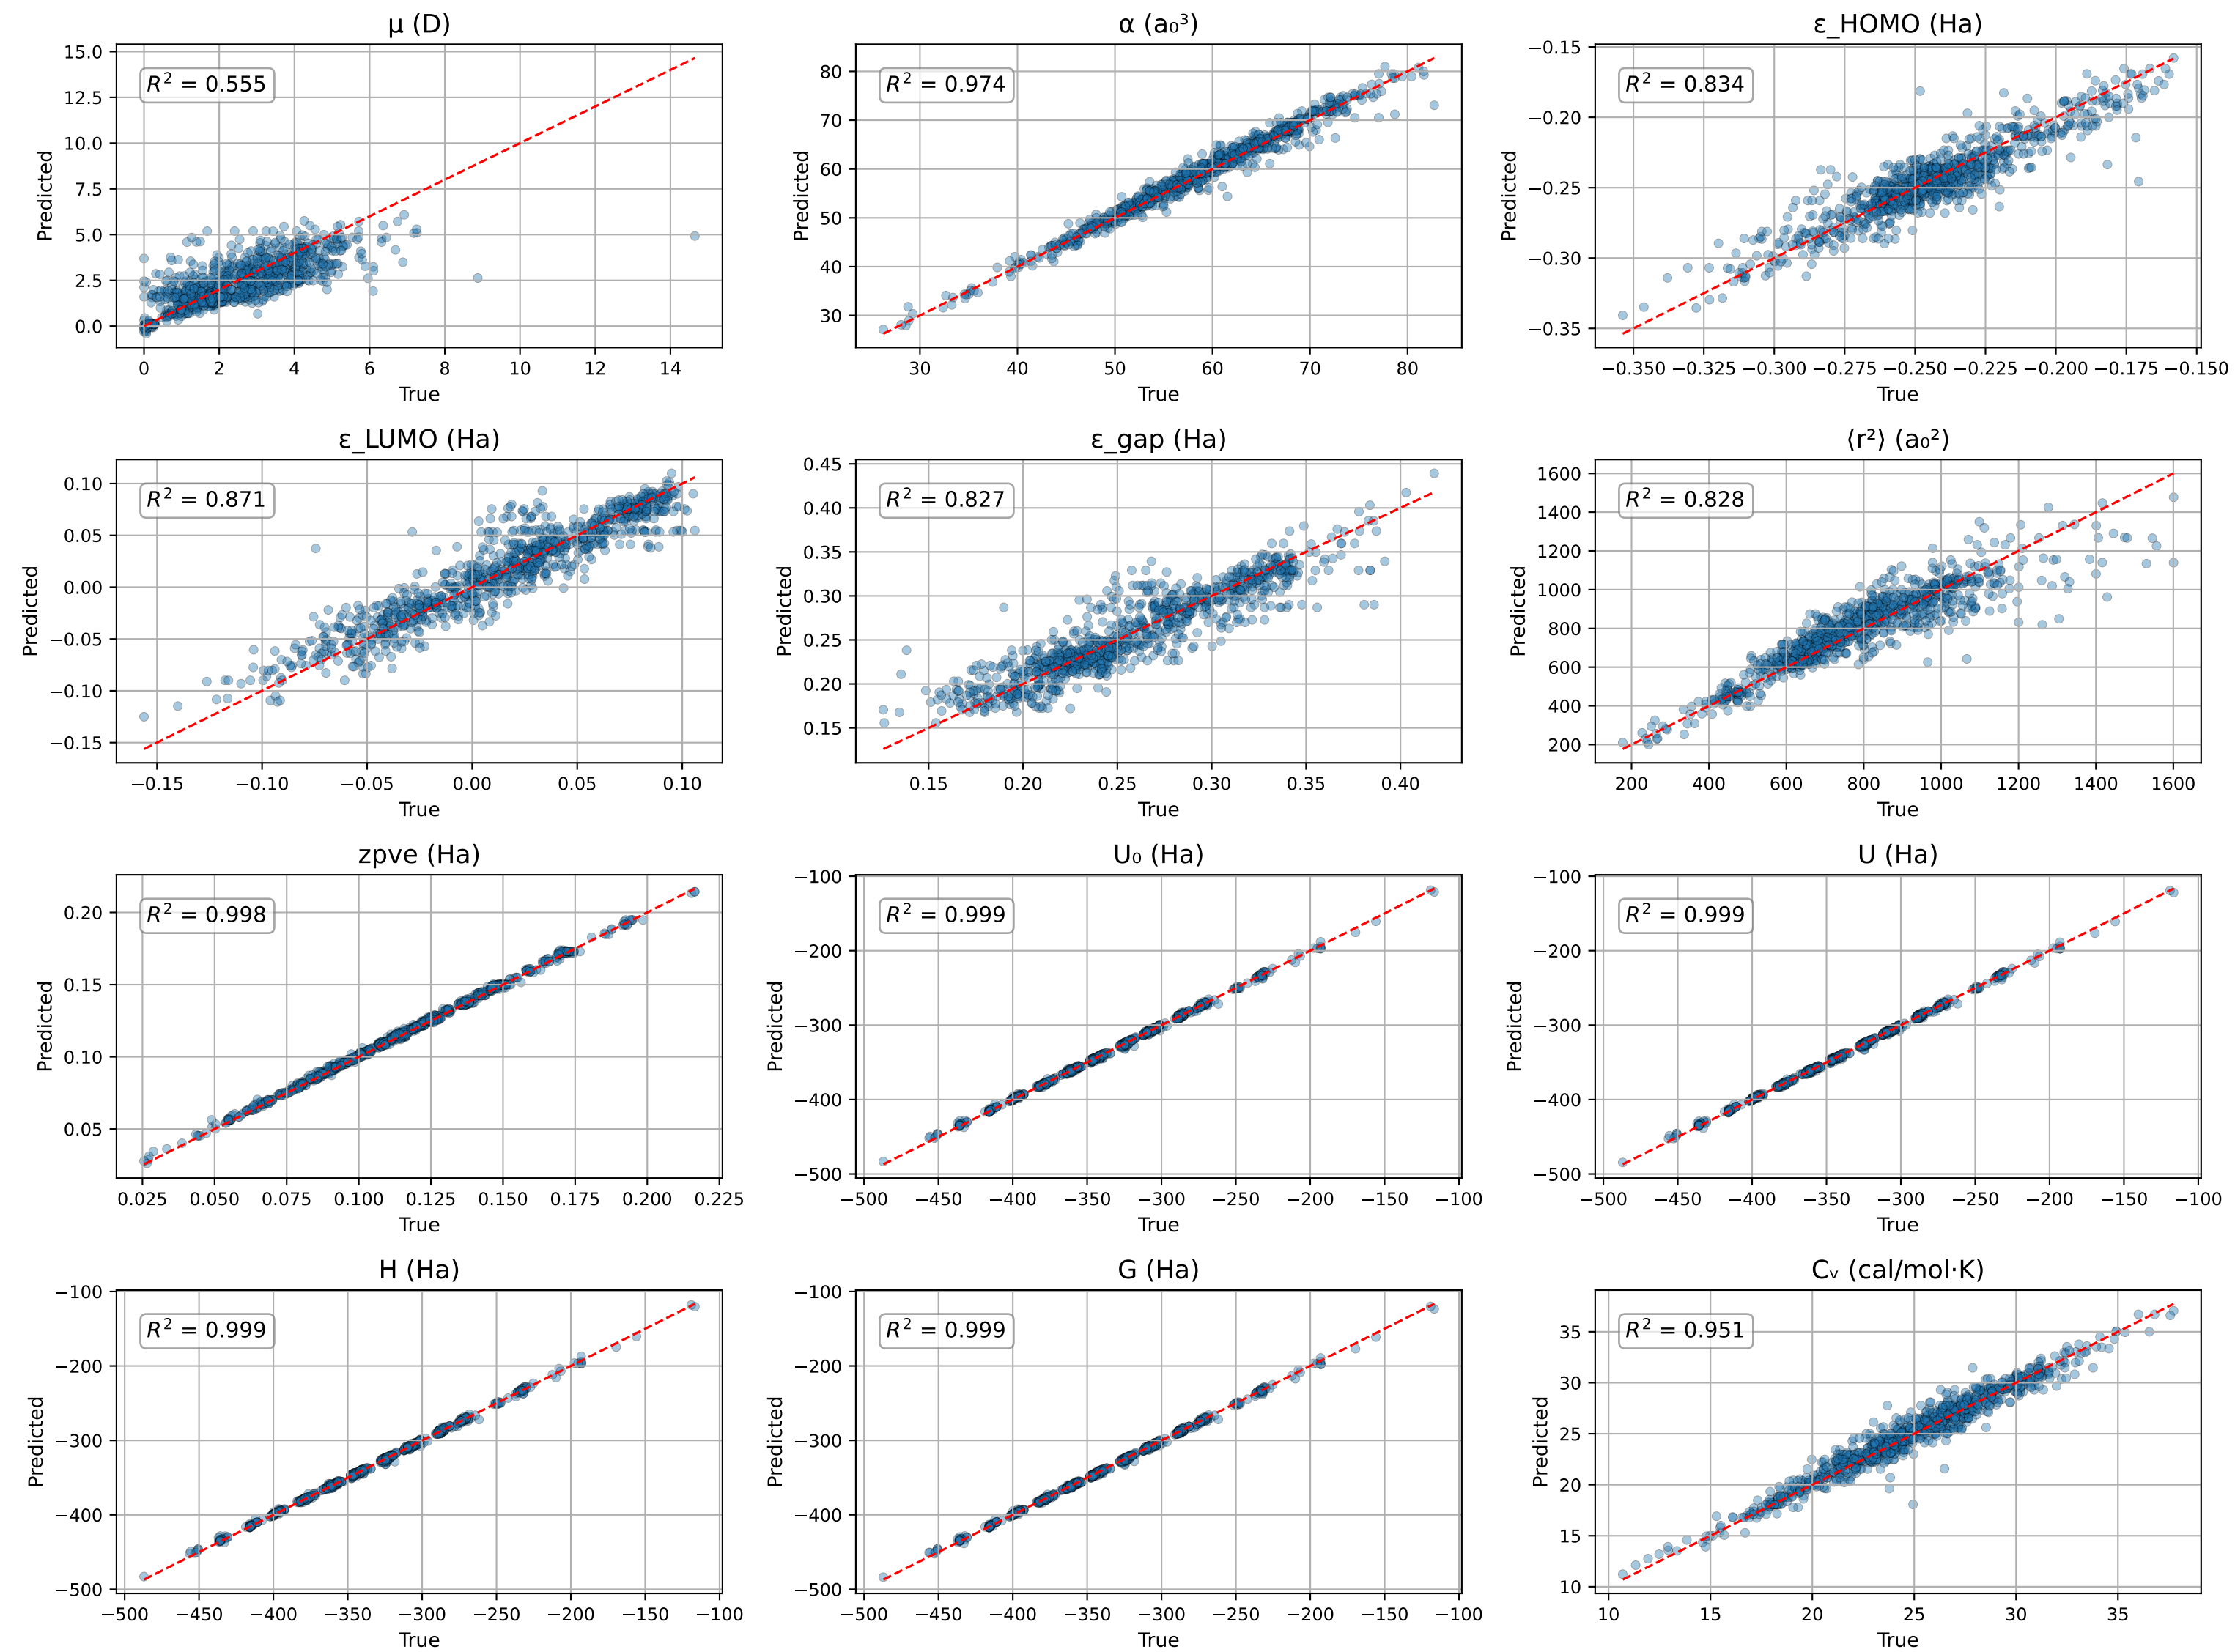 μ (D)
15.0
12.5
10.0
7.5
5.0
2.5
0.0
R² = 0.555
Predicted
0 2 4 6 8 10 12 14
True
α (a₀³)
80
70
60
50
40
30
R² = 0.974
Predicted
30 40 50 60 70 80
True
ε_HOMO (Ha)
−0.15
−0.20
−0.25
−0.30
−0.35
R² = 0.834
Predicted
−0.350 −0.325 −0.300 −0.275 −0.250 −0.225 −0.200 −0.175 −0.150
True
ε_LUMO (Ha)
0.10
0.05
0.00
−0.05
−0.10
−0.15
R² = 0.871
Predicted
−0.15 −0.10 −0.05 0.00 0.05 0.10
True
ε_gap (Ha)
0.45
0.40
0.35
0.30
0.25
0.20
0.15
R² = 0.827
Predicted
0.15 0.20 0.25 0.30 0.35 0.40
True
⟨r²⟩ (a₀²)
1600
1400
1200
1000
800
600
400
200
R² = 0.828
Predicted
200 400 600 800 1000 1200 1400 1600
True
zpve (Ha)
0.20
0.15
0.10
0.05
R² = 0.998
Predicted
0.025 0.050 0.075 0.100 0.125 0.150 0.175 0.200 0.225
True
U₀ (Ha)
−100
−200
−300
−400
−500
R² = 0.999
Predicted
−500 −450 −400 −350 −300 −250 −200 −150 −100
True
U (Ha)
−100
−200
−300
−400
−500
R² = 0.999
Predicted
−500 −450 −400 −350 −300 −250 −200 −150 −100
True
H (Ha)
−100
−200
−300
−400
−500
R² = 0.999
Predicted
−500 −450 −400 −350 −300 −250 −200 −150 −100
True
G (Ha)
−100
−200
−300
−400
−500
R² = 0.999
Predicted
−500 −450 −400 −350 −300 −250 −200 −150 −100
True
Cᵥ (cal/mol·K)
35
30
25
20
15
10
R² = 0.951
Predicted
10 15 20 25 30 35
True